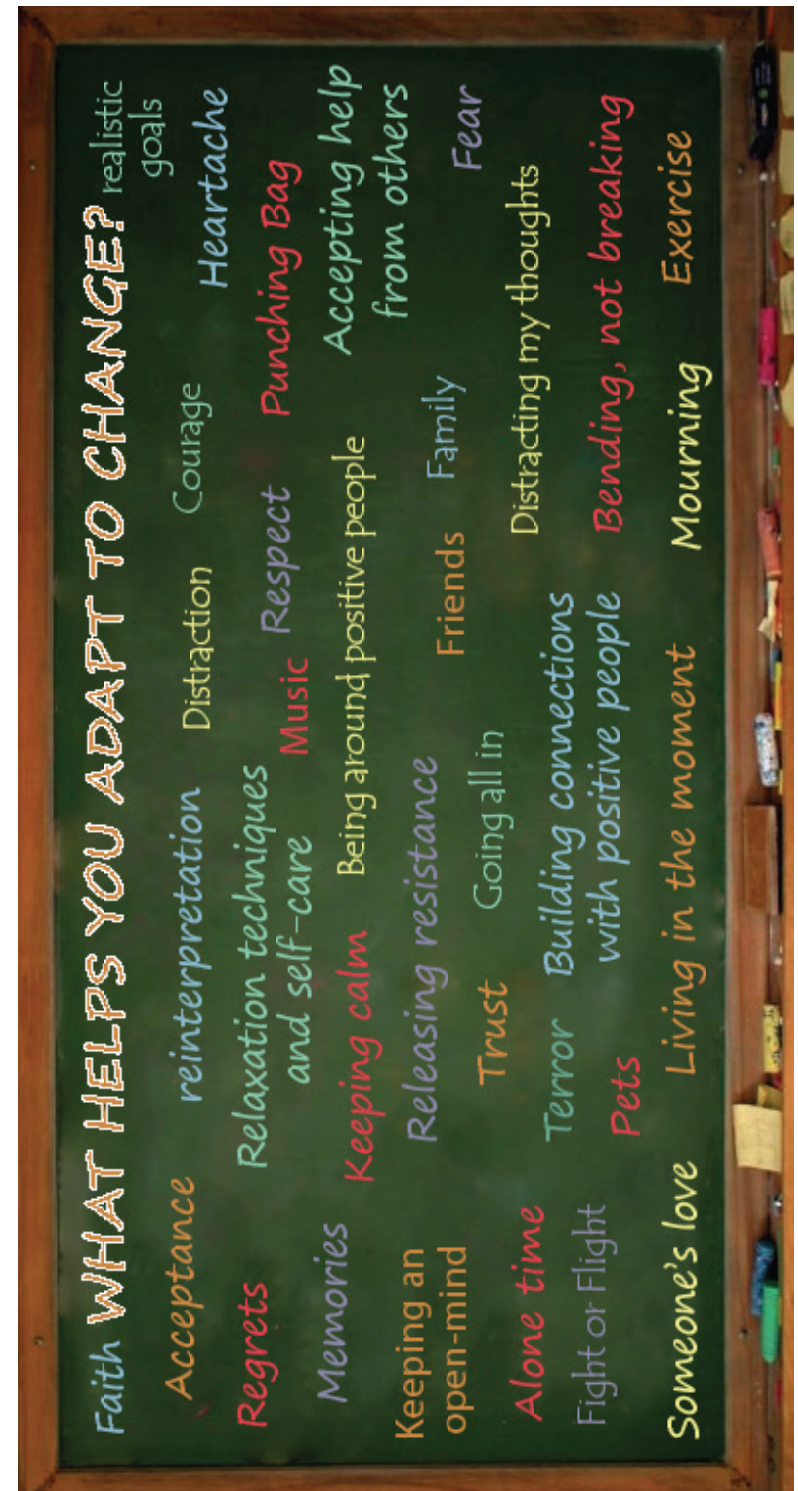 Faith WHAT HELPS YOU ADAPT TO CHANGE? realistic
goals
Acceptance reinterpretation Distraction Courage Heartache
Regrets Relaxation techniques
and self-care
Music Respect Punching Bag
Memories Keeping calm Being around positive people Accepting help
from others
Keeping an
open-mind
Releasing resistance Friends Family Fear
Trust Going all in Distracting my thoughts
Alone time Terror Building connections
with positive people
Bending, not breaking
Fight or Flight Pets
Someone's love Living in the moment Mourning Exercise